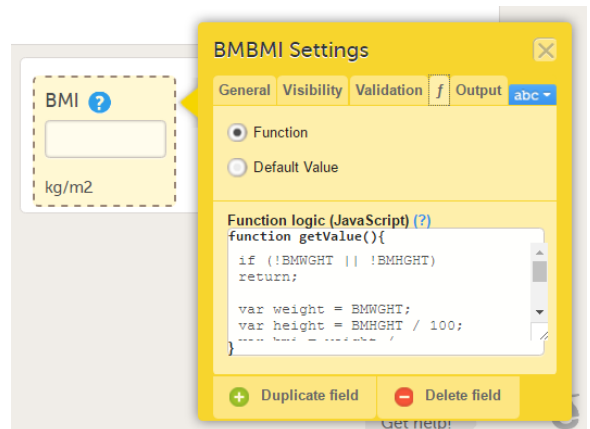 BMBMI Settings
General Visibility Validation ƒ Output abc
BMI ?
kg/m2
Function
Default Value
Function logic (JavaScript) (?)
function getValue(){
if (!BMWGHT || !BMHGHT)
return;
var weight = BMWGHT;
var height = BMHGHT / 100;
}
Duplicate field
Delete field
Get help!